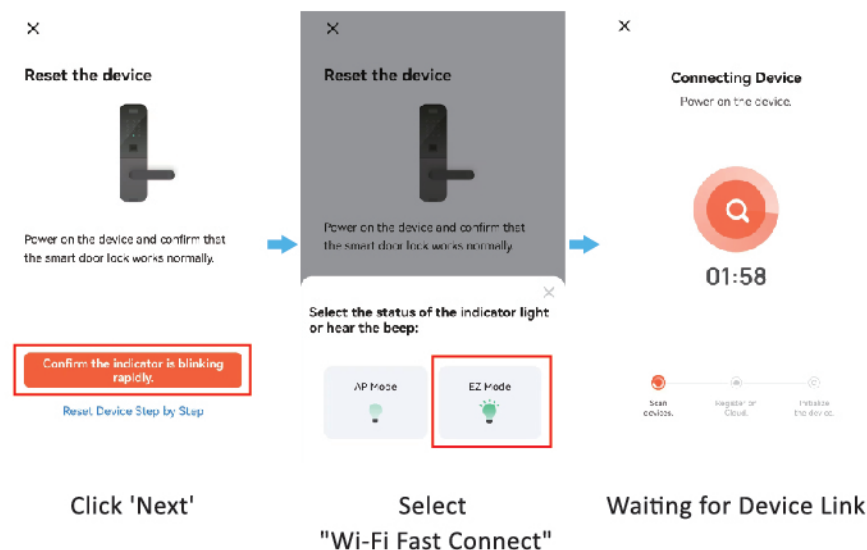 Reset the device
Power on the device and confirm that
the smart door lock works normally.
Confirm the indicator is blinking
rapidly.
Reset Device Step by Step
Click 'Next'
Reset the device
Power on the device and confirm that
the smart door lock works normally.
Select the status of the indicator light
or hear the beep:
AP Mode
EZ Mode
Select
"Wi-Fi Fast Connect"
Connecting Device
Power on the device.
01:58
Scan
devices.
Register on
Cloud.
Initialize
the device.
Waiting for Device Link